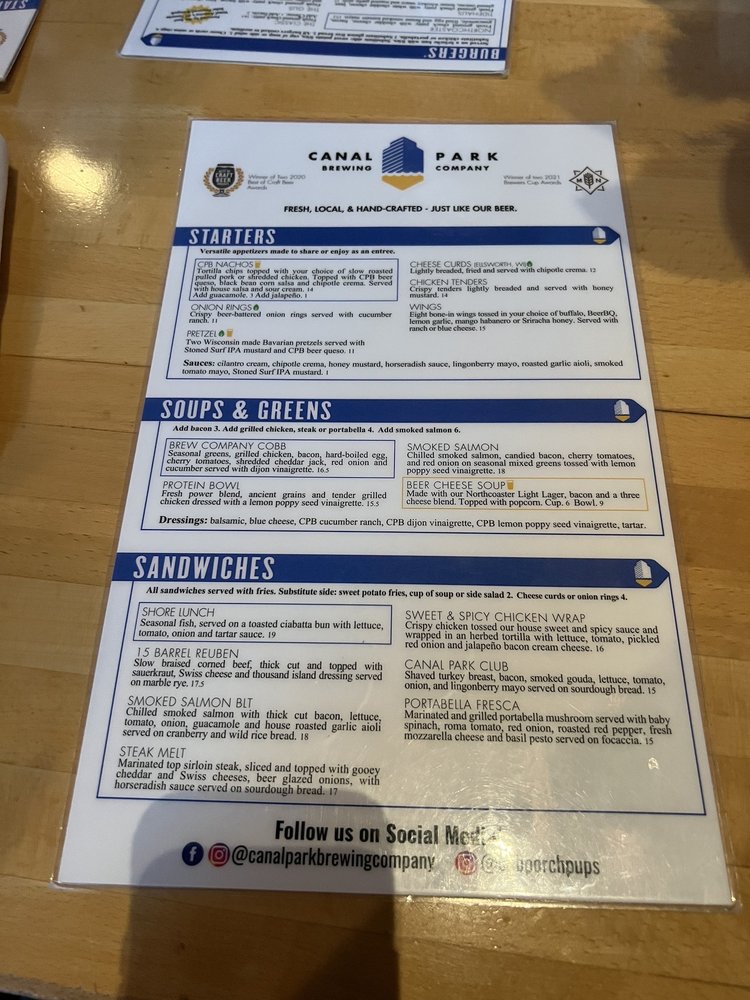 BURGERS
CANAL PARK
BREWING COMPANY
CRAFT BEER
Winner of Two 2020
Best of Craft Beer
Awards
Winner of two 2021
Brewers Cup Awards
M N
FRESH, LOCAL, & HAND-CRAFTED - JUST LIKE OUR BEER.
STARTERS
Versatile appetizers made to share or enjoy as an entree.
CPB NACHOS
Tortilla chips topped with your choice of slow roasted
pulled pork or shredded chicken. Topped with CPB beer
queso, black bean corn salsa and chipotle crema. Served
with house salsa and sour cream. 14
Add guacamole. 3 Add jalapeño. 1
ONION RINGS
Crispy beer-battered onion rings served with cucumber
ranch. 11
PRETZEL
Two Wisconsin made Bavarian pretzels served with
Stoned Surf IPA mustard and CPB beer queso. 11
CHEESE CURDS (ELLSWORTH, WI)
Lightly breaded, fried and served with chipotle crema. 12
CHICKEN TENDERS
Crispy tenders lightly breaded and served with honey
mustard. 14
WINGS
Eight bone-in wings tossed in your choice of buffalo, BeerBQ,
lemon garlic, mango habanero or Sriracha honey. Served with
ranch or blue cheese. 15
Sauces: cilantro cream, chipotle crema, honey mustard, horseradish sauce, lingonberry mayo, roasted garlic aioli, smoked
tomato mayo, Stoned Surf IPA mustard. 1
SOUPS & GREENS
Add bacon 3. Add grilled chicken, steak or portabella 4. Add smoked salmon 6.
BREW COMPANY COBB
Seasonal greens, grilled chicken, bacon, hard-boiled egg,
cherry tomatoes, shredded cheddar jack, red onion and
cucumber served with dijon vinaigrette. 16.5
PROTEIN BOWL
Fresh power blend, ancient grains and tender grilled
chicken dressed with a lemon poppy seed vinaigrette. 15.5
SMOKED SALMON
Chilled smoked salmon, candied bacon, cherry tomatoes,
and red onion on seasonal mixed greens tossed with lemon
poppy seed vinaigrette. 18
BEER CHEESE SOUP
Made with our Northcoaster Light Lager, bacon and a three
cheese blend. Topped with popcorn. Cup. 6 Bowl. 9
Dressings: balsamic, blue cheese, CPB cucumber ranch, CPB dijon vinaigrette, CPB lemon poppy seed vinaigrette, tartar.
SANDWICHES
All sandwiches served with fries. Substitute side: sweet potato fries, cup of soup or side salad 2. Cheese curds or onion rings 4.
SHORE LUNCH
Seasonal fish, served on a toasted ciabatta bun with lettuce,
tomato, onion and tartar sauce. 19
15 BARREL REUBEN
Slow braised corned beef, thick cut and topped with
sauerkraut, Swiss cheese and thousand island dressing served
on marble rye. 17.5
SMOKED SALMON BLT
Chilled smoked salmon with thick cut bacon, lettuce,
tomato, onion, guacamole and house roasted garlic aioli
served on cranberry and wild rice bread. 18
STEAK MELT
Marinated top sirloin steak, sliced and topped with gooey
cheddar and Swiss cheeses, beer glazed onions, with
horseradish sauce served on sourdough bread. 17
SWEET & SPICY CHICKEN WRAP
Crispy chicken tossed our house sweet and spicy sauce and
wrapped in an herbed tortilla with lettuce, tomato, pickled
red onion and jalapeño bacon cream cheese. 16
CANAL PARK CLUB
Shaved turkey breast, bacon, smoked gouda, lettuce, tomato,
onion, and lingonberry mayo served on sourdough bread. 15
PORTABELLA FRESCA
Marinated and grilled portabella mushroom served with baby
spinach, roma tomato, red onion, roasted red pepper, fresh
mozzarella cheese and basil pesto served on focaccia. 15
Follow us on Social Media
@canalparkbrewingcompany